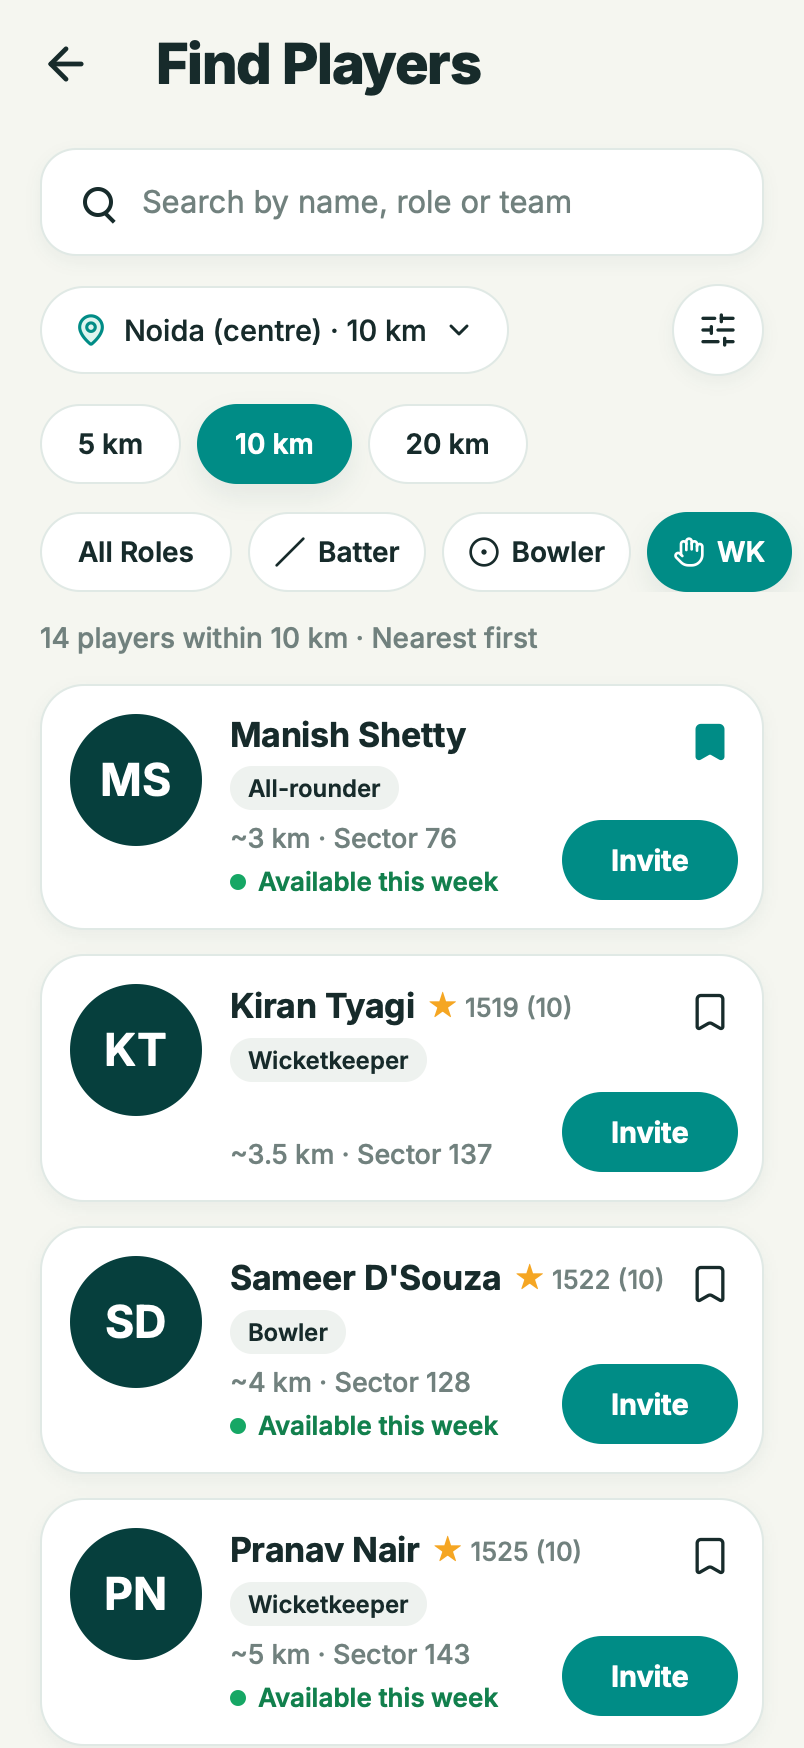 Find Players
Search by name, role or team
Noida (centre) · 10 km
5 km 10 km 20 km
All Roles Batter Bowler WK
14 players within 10 km · Nearest first
MS
Manish Shetty
All-rounder
~3 km · Sector 76
Available this week
Invite
KT
Kiran Tyagi ★ 1519 (10)
Wicketkeeper
~3.5 km · Sector 137
Invite
SD
Sameer D'Souza ★ 1522 (10)
Bowler
~4 km · Sector 128
Available this week
Invite
PN
Pranav Nair ★ 1525 (10)
Wicketkeeper
~5 km · Sector 143
Available this week
Invite